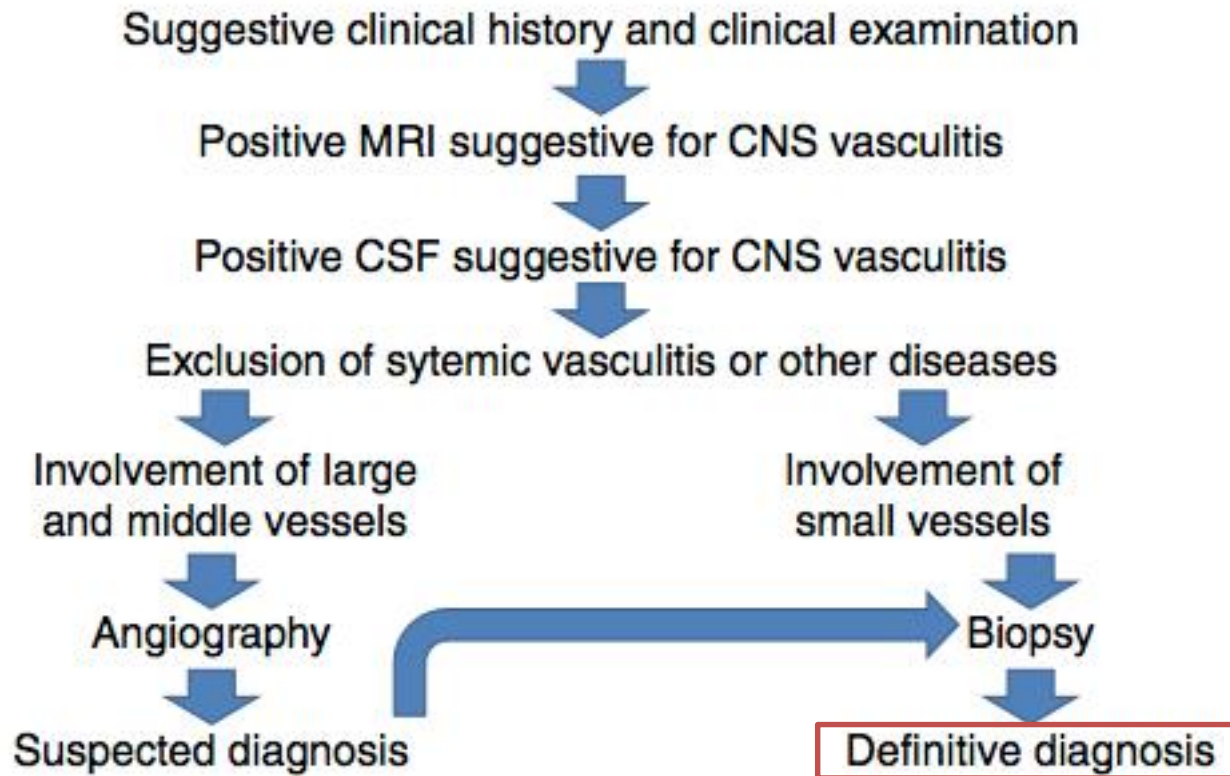 Suggestive clinical history and clinical examination
Positive MRI suggestive for CNS vasculitis
Positive CSF suggestive for CNS vasculitis
Exclusion of sytemic vasculitis or other diseases
Involvement of large
and middle vessels
Involvement of
small vessels
Angiography
Biopsy
Suspected diagnosis
Definitive diagnosis